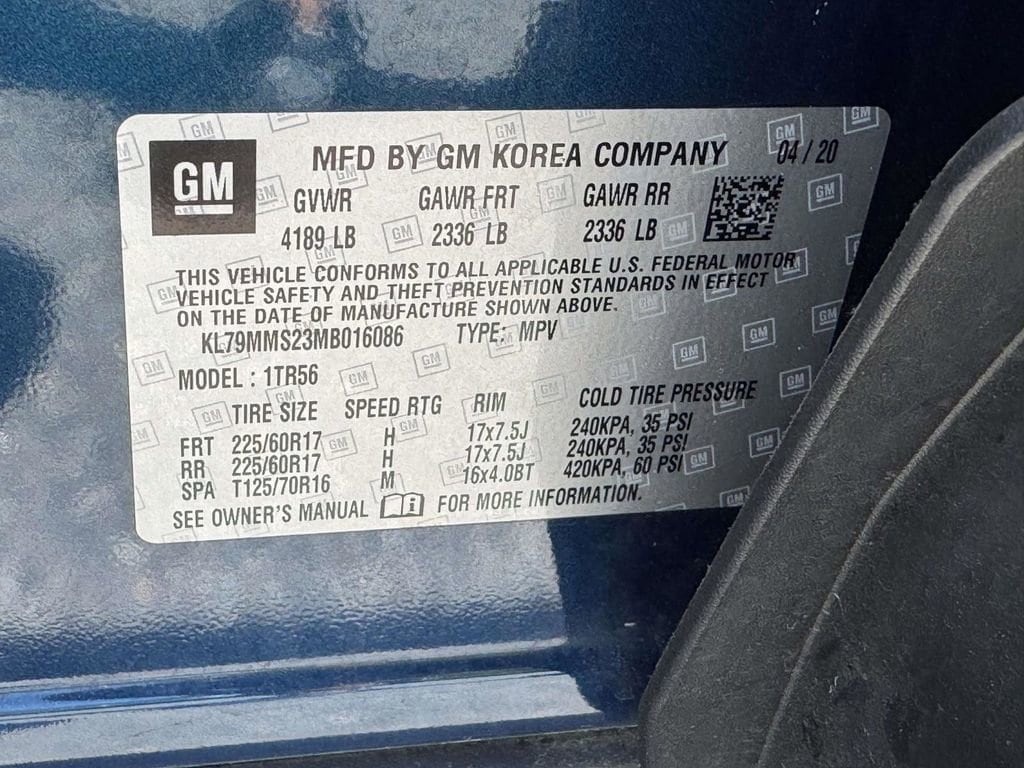 GM MFD BY GM KOREA COMPANY 04 / 20
GVWR GAWR FRT GAWR RR
4189 LB 2336 LB 2336 LB
THIS VEHICLE CONFORMS TO ALL APPLICABLE U.S. FEDERAL MOTOR
VEHICLE SAFETY AND THEFT PREVENTION STANDARDS IN EFFECT
ON THE DATE OF MANUFACTURE SHOWN ABOVE.
KL79MMS23MB016086 TYPE: MPV
MODEL : 1TR56
TIRE SIZE SPEED RTG RIM COLD TIRE PRESSURE
FRT 225/60R17 H 17x7.5J 240KPA, 35 PSI
RR 225/60R17 H 17x7.5J 240KPA, 35 PSI
SPA T125/70R16 M 16x4.0BT 420KPA, 60 PSI
SEE OWNER'S MANUAL i FOR MORE INFORMATION.